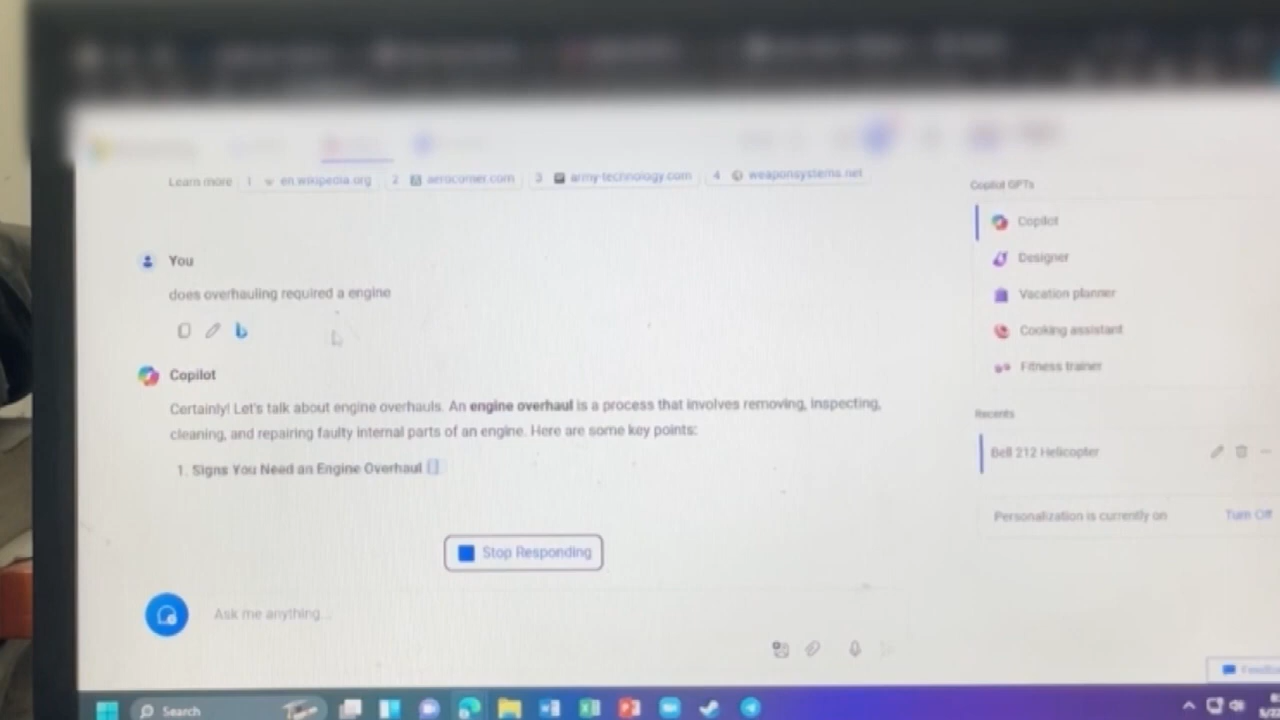 Learn more 1 W en.wikipedia.org 2 aerocorner.com 3 army-technology.com 4 weaponsystems.net
Copilot GPTs
Copilot
You
Designer
does overhauling required a engine
Vacation planner
Cooking assistant
Copilot
Fitness trainer
Certainly! Let's talk about engine overhauls. An engine overhaul is a process that involves removing, inspecting,
Recents
cleaning, and repairing faulty internal parts of an engine. Here are some key points:
Bell 212 Helicopter
1. Signs You Need an Engine Overhaul
Personalization is currently on Turn Off
Stop Responding
Ask me anything...
Search